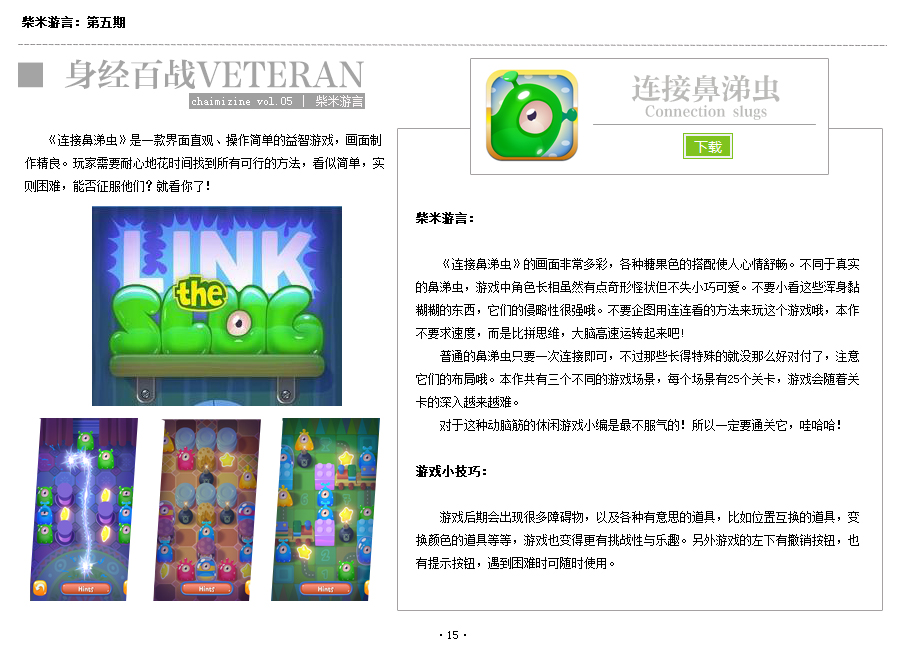 柴米游言：第五期
身经百战VETERAN
chaimizine vol.05 | 柴米游言
《连接鼻涕虫》是一款界面直观、操作简单的益智游戏，画面制
作精良。玩家需要耐心地花时间找到所有可行的方法，看似简单，实
则困难，能否征服他们？就看你了！
LINK
the
SLUG
Hints
Hints
Hints
连接鼻涕虫
Connection slugs
下载
柴米游言：
《连接鼻涕虫》的画面非常多彩，各种糖果色的搭配使人心情舒畅。不同于真实
的鼻涕虫，游戏中角色长相虽然有点奇形怪状但不失小巧可爱。不要小看这些浑身黏
糊糊的东西，它们的侵略性很强哦。不要企图用连连看的方法来玩这个游戏哦，本作
不要求速度，而是比拼思维，大脑高速运转起来吧！
普通的鼻涕虫只要一次连接即可，不过那些长得特殊的就没那么好对付了，注意
它们的布局哦。本作共有三个不同的游戏场景，每个场景有25个关卡，游戏会随着关
卡的深入越来越难。
对于这种动脑筋的休闲游戏小编是最不服气的！所以一定要通关它，哇哈哈！
游戏小技巧：
游戏后期会出现很多障碍物，以及各种有意思的道具，比如位置互换的道具，变
换颜色的道具等等，游戏也变得更有挑战性与乐趣。另外游戏的左下有撤销按钮，也
有提示按钮，遇到困难时可随时使用。
·15·